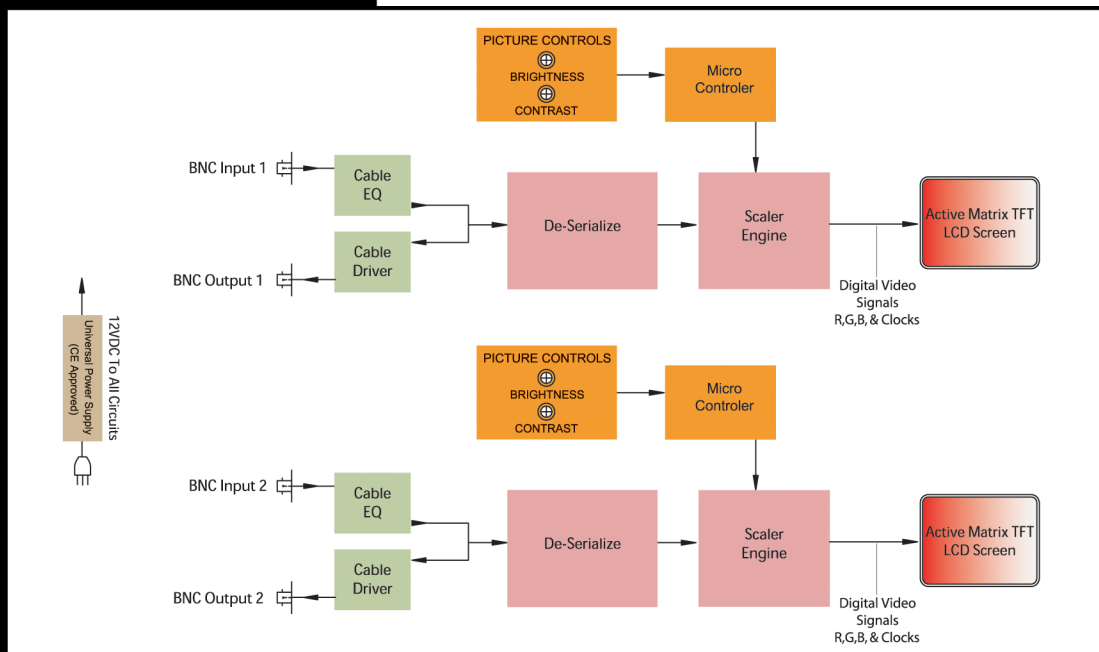 PICTURE CONTROLS
BRIGHTNESS
CONTRAST
Micro
Controler
BNC Input 1
Cable
EQ
De-Serialize
Scaler
Engine
Active Matrix TFT
LCD Screen
Cable
Driver
BNC Output 1
Digital Video
Signals
R,G,B, & Clocks
12VDC To All Circuits
Universal Power Supply
(CE Approved)
PICTURE CONTROLS
BRIGHTNESS
CONTRAST
Micro
Controler
BNC Input 2
Cable
EQ
De-Serialize
Scaler
Engine
Active Matrix TFT
LCD Screen
Cable
Driver
BNC Output 2
Digital Video
Signals
R,G,B, & Clocks